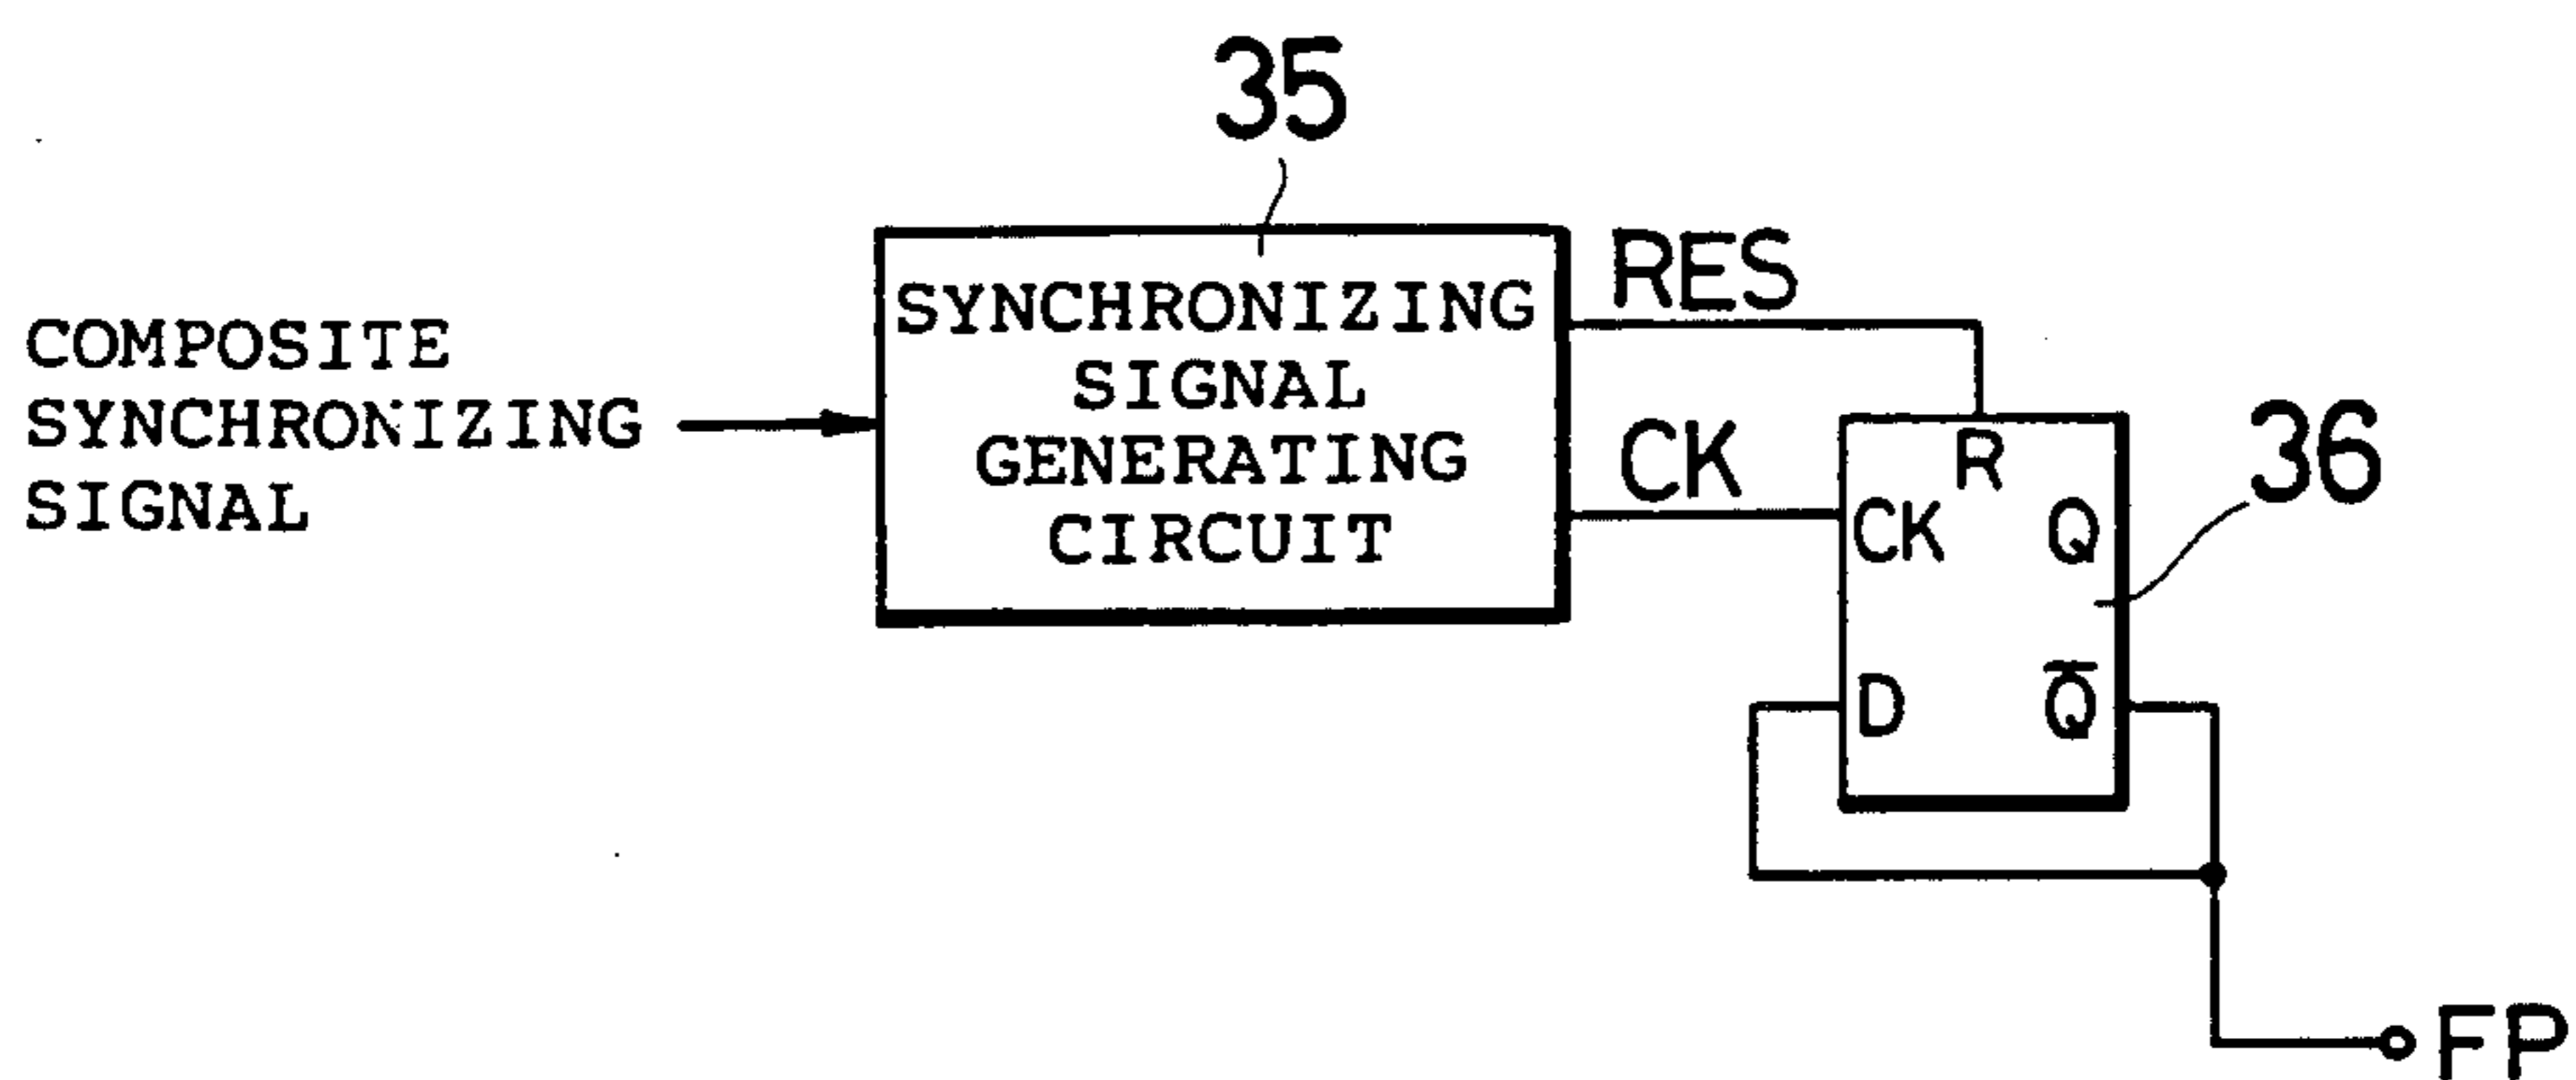 35
COMPOSITE
SYNCHRONIZING
SIGNAL
SYNCHRONIZING
SIGNAL
GENERATING
CIRCUIT
RES
CK
R
CK
Q
D
Q̅
36
FP